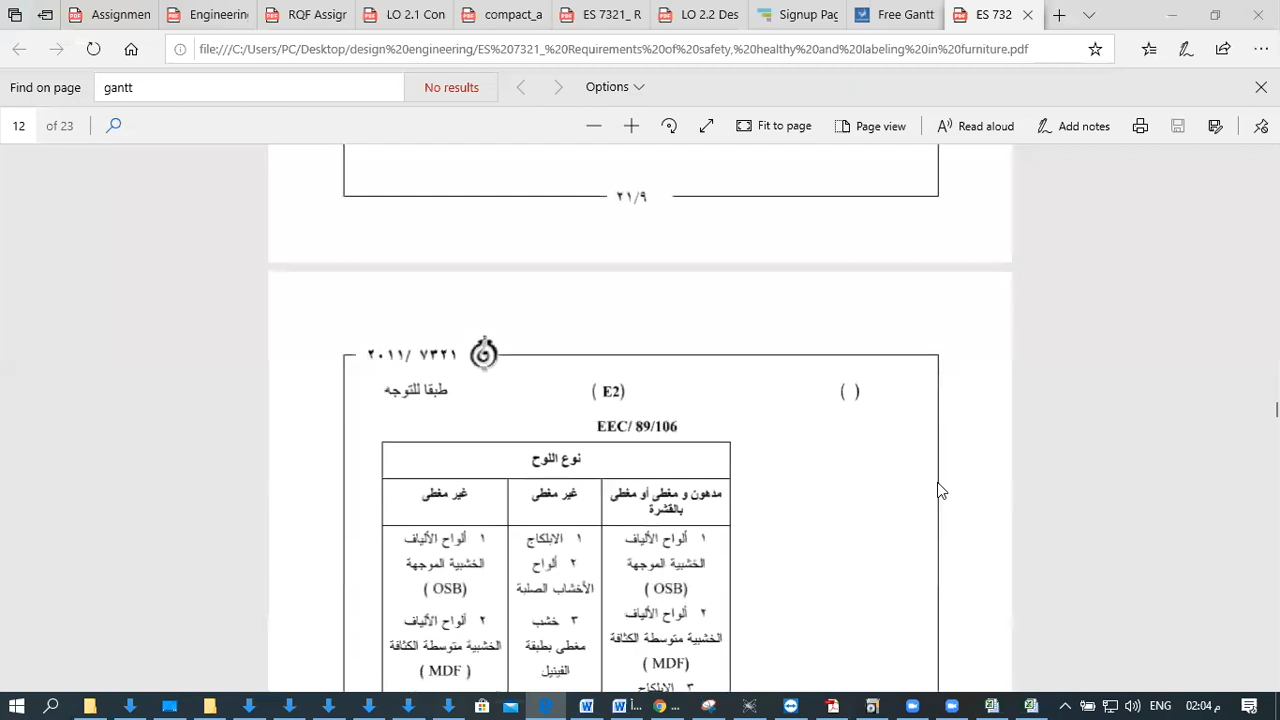 Assignmen
Engineerin
RQF Assigr
LO 2.1 Con
compact_a
ES 7321_ R
LO 2.2 Des
Signup Pag
Free Gantt
ES 732
file:///C:/Users/PC/Desktop/design%20engineering/ES%207321_%20Requirements%20of%20safety,%20healthy%20and%20labeling%20in%20furniture.pdf
Find on page
gantt
No results
Options
12
of 23
Fit to page
Page view
Read aloud
Add notes
٢١/٩
٢٠١١/ ٧٣٢١
( ) (E2) طبقا للتوجه
EEC/ 89/106
نوع اللوح
مدهون و مغطى أو مغطى بالقشرة
غير مغطى
غير مغطى
١ ألواح الألياف
الخشبية الموجهة
(OSB)
٢ ألواح الألياف
الخشبية متوسطة الكثافة
(MDF)
٣ الابلكاج
١ الابلكاج
٢ ألواح
الأخشاب الصلبة
٣ خشب
مغطى بطبقة
الفينيل
١ ألواح الألياف
الخشبية الموجهة
(OSB)
٢ ألواح الألياف
الخشبية متوسطة الكثافة
(MDF)
ENG
02:04 م